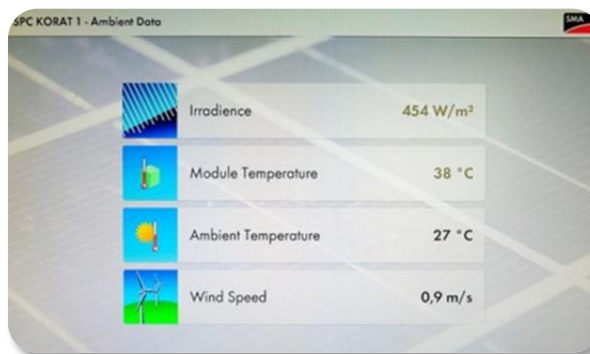 SPC KORAT 1 - Ambient Data
SMA
Irradience 454 W/m²
Module Temperature 38 °C
Ambient Temperature 27 °C
Wind Speed 0,9 m/s